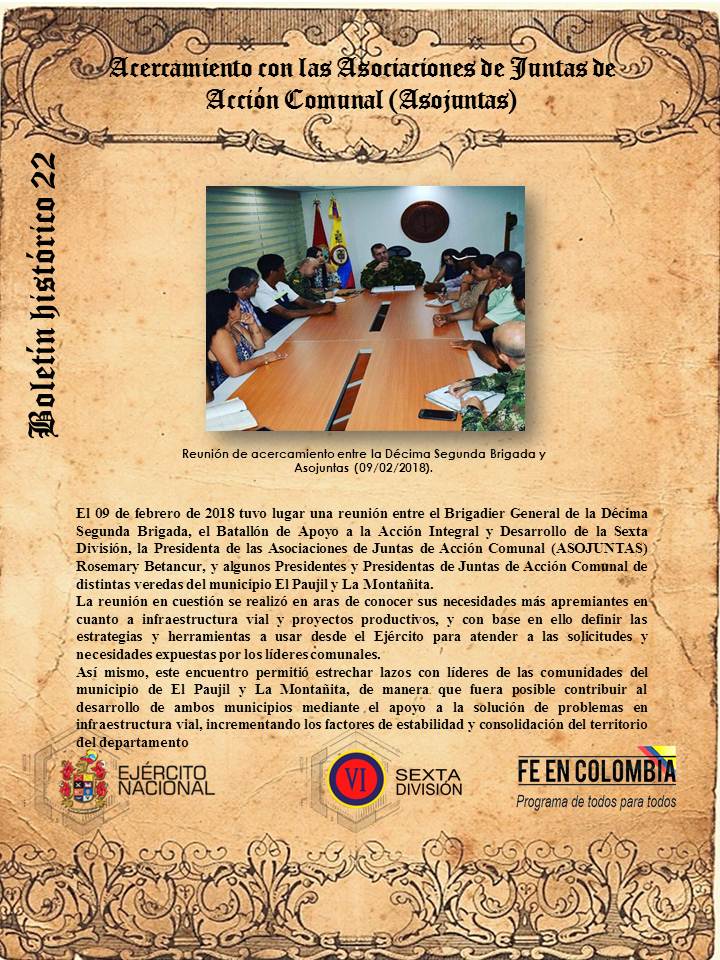 Acercamiento con las Asociaciones de Juntas de
Acción Comunal (Asojuntas)
Boletín histórico 22
Reunión de acercamiento entre la Décima Segunda Brigada y
Asojuntas (09/02/2018).
El 09 de febrero de 2018 tuvo lugar una reunión entre el Brigadier General de la Décima
Segunda Brigada, el Batallón de Apoyo a la Acción Integral y Desarrollo de la Sexta
División, la Presidenta de las Asociaciones de Juntas de Acción Comunal (ASOJUNTAS)
Rosemary Betancur, y algunos Presidentes y Presidentas de Juntas de Acción Comunal de
distintas veredas del municipio El Paujil y La Montañita.
La reunión en cuestión se realizó en aras de conocer sus necesidades más apremiantes en
cuanto a infraestructura vial y proyectos productivos, y con base en ello definir las
estrategias y herramientas a usar desde el Ejército para atender a las solicitudes y
necesidades expuestas por los líderes comunales.
Así mismo, este encuentro permitió estrechar lazos con líderes de las comunidades del
municipio de El Paujil y La Montañita, de manera que fuera posible contribuir al
desarrollo de ambos municipios mediante el apoyo a la solución de problemas en
infraestructura vial, incrementando los factores de estabilidad y consolidación del territorio
del departamento
EJÉRCITO
NACIONAL
VI
SEXTA
DIVISIÓN
FE EN COLOMBIA
Programa de todos para todos